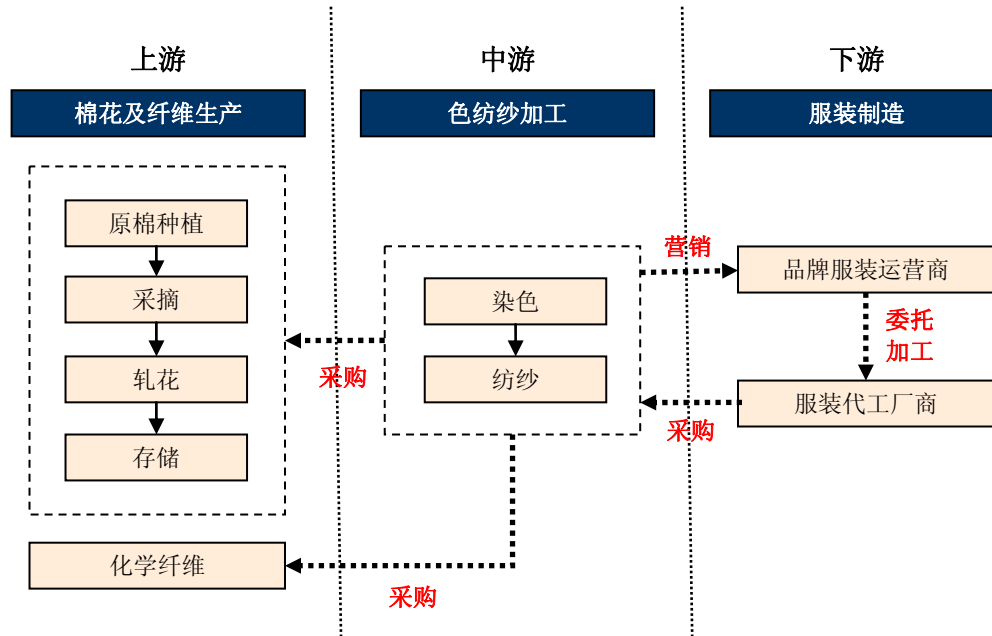 上游
中游
下游
棉花及纤维生产
色纺纱加工
服装制造
原棉种植
采摘
轧花
存储
化学纤维
采购
染色
纺纱
采购
营销
采购
品牌服装运营商
委托
加工
服装代工厂商